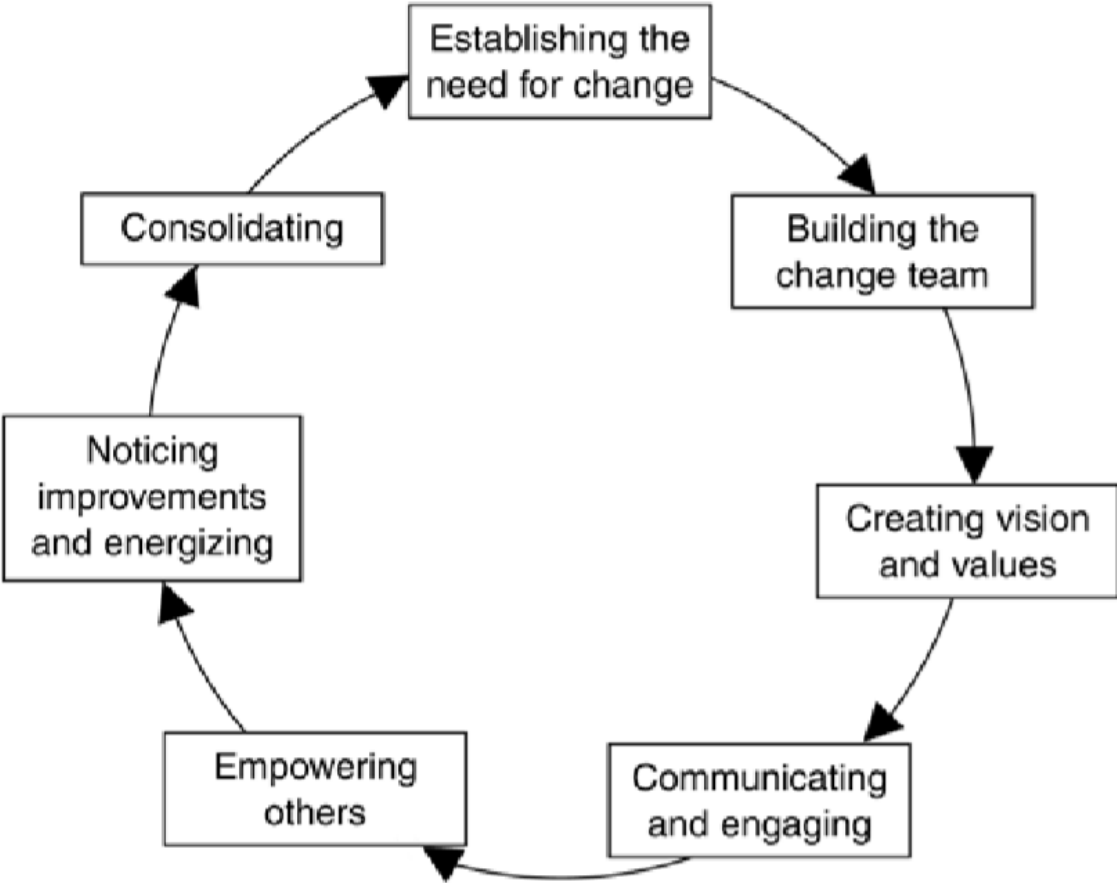 Establishing the
need for change
Building the
change team
Creating vision
and values
Communicating
and engaging
Empowering
others
Noticing
improvements
and energizing
Consolidating